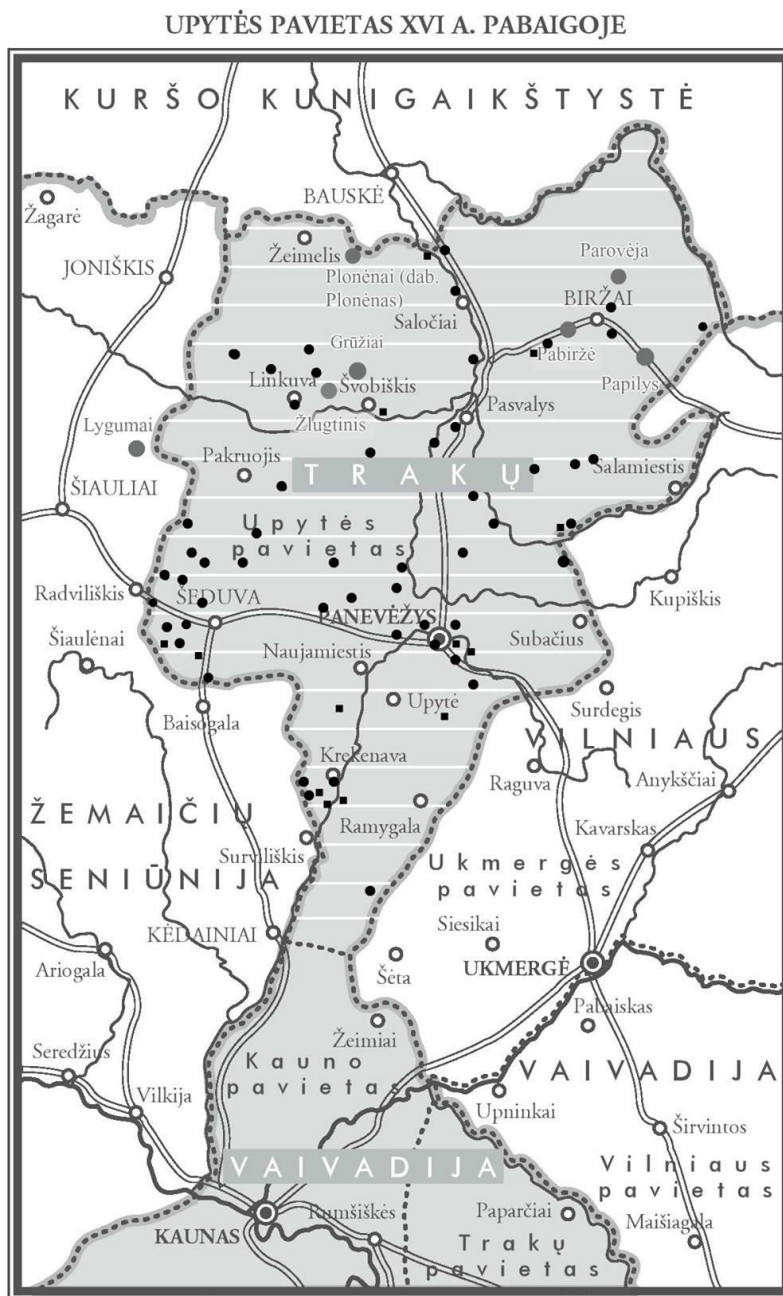 UPYTĖS PAVIETAS XVI A. PABAIGOJE
KURŠO KUNIGAIKŠTYSTĖ
BAUSKĖ
Žagarė
Žeimelis
Parovėja
JONIŠKIS
Plonėnai (dab.
Plonėnas)
BIRŽAI
Saločiai
Grūžiai
Pabiržė
Linkuva
Švobiškis
Papilys
Žlugtinis
Pasvalys
Lygumai
Pakruojis
TRAKŲ
Salamiestis
ŠIAULIAI
Upytės
pavietas
Radviliškis
ŠEDUVA
Kupiškis
PANEVĖŽYS
Šiaulėnai
Naujamiestis
Subačius
Upytė
Surdegis
Baisogala
VILNIAUS
Krekenava
Raguva
Anykščiai
ŽEMAIČIŲ
Ramygala
Kavarskas
Surviliškis
Ukmergės
pavietas
SENIŪNIJA
KĖDAINIAI
Siesikai
Ariogala
Šėta
UKMERGĖ
Žeimiai
Pabaiskas
Seredžius
Kauno
pavietas
VAIVADIJA
Vilkija
Upninkai
Širvintos
VAIVADIJA
Vilniaus
pavietas
Rumšiškės
Paparčiai
KAUNAS
Maišiagala
Trakų
pavietas